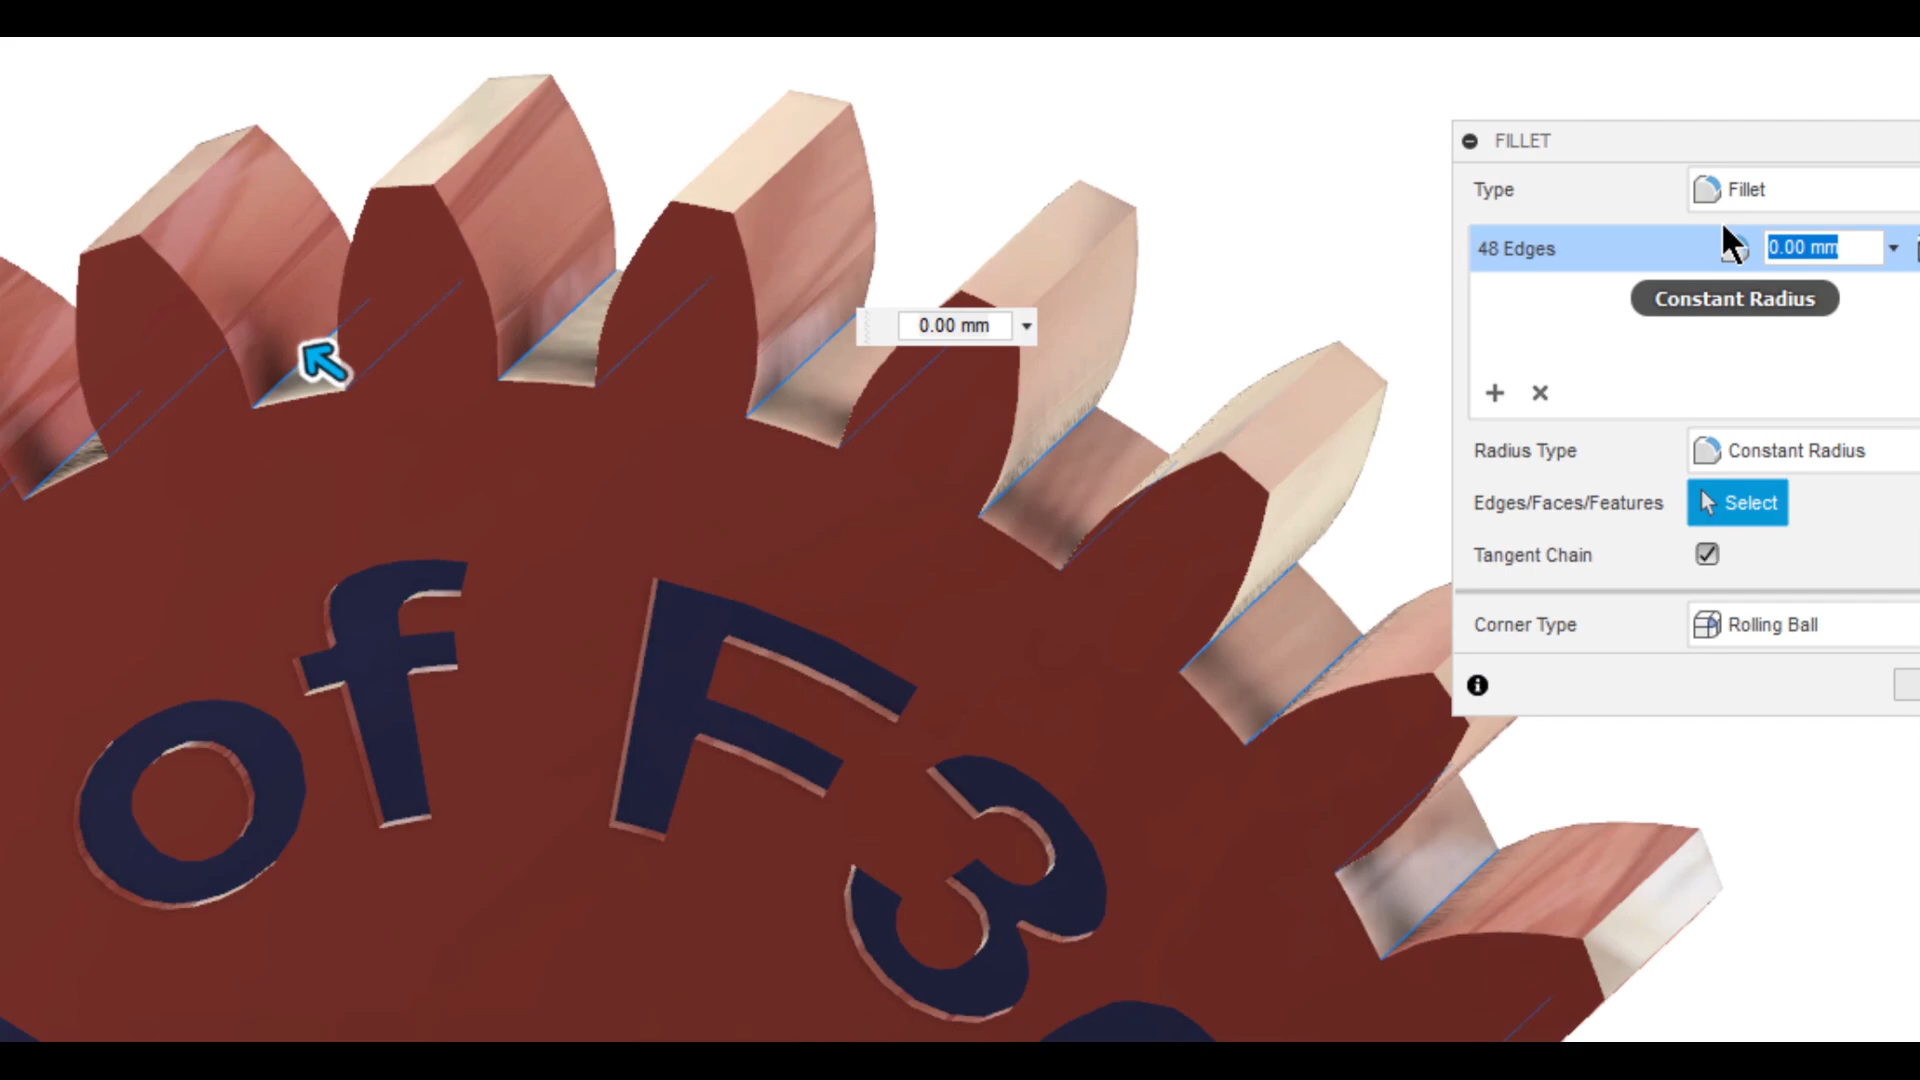 FILLET
Type
Fillet
48 Edges
0.00 mm
Constant Radius
0.00 mm
Radius Type
Constant Radius
Edges/Faces/Features
Select
Tangent Chain
Corner Type
Rolling Ball
of F3